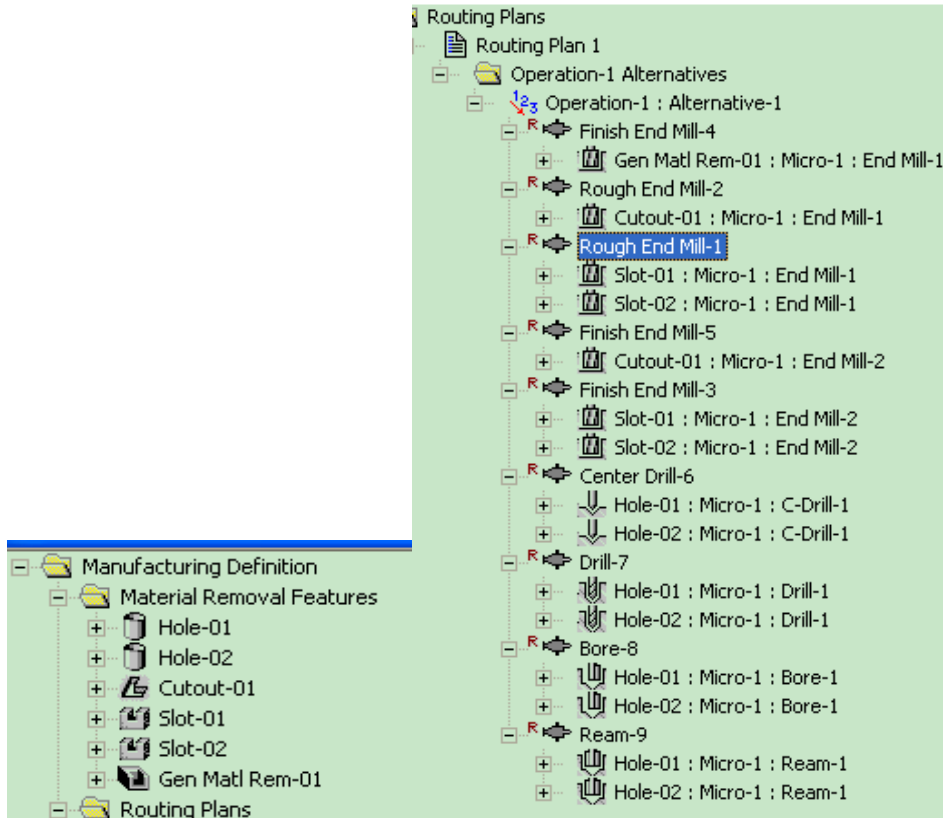 Routing Plans
Routing Plan 1
Operation-1 Alternatives
123 Operation-1 : Alternative-1
R Finish End Mill-4
Gen Matl Rem-01 : Micro-1 : End Mill-1
R Rough End Mill-2
Cutout-01 : Micro-1 : End Mill-1
R Rough End Mill-1
Slot-01 : Micro-1 : End Mill-1
Slot-02 : Micro-1 : End Mill-1
R Finish End Mill-5
Cutout-01 : Micro-1 : End Mill-2
R Finish End Mill-3
Slot-01 : Micro-1 : End Mill-2
Slot-02 : Micro-1 : End Mill-2
R Center Drill-6
Hole-01 : Micro-1 : C-Drill-1
Hole-02 : Micro-1 : C-Drill-1
R Drill-7
Hole-01 : Micro-1 : Drill-1
Hole-02 : Micro-1 : Drill-1
R Bore-8
Hole-01 : Micro-1 : Bore-1
Hole-02 : Micro-1 : Bore-1
R Ream-9
Hole-01 : Micro-1 : Ream-1
Hole-02 : Micro-1 : Ream-1
Manufacturing Definition
Material Removal Features
Hole-01
Hole-02
Cutout-01
Slot-01
Slot-02
Gen Matl Rem-01
Routing Plans